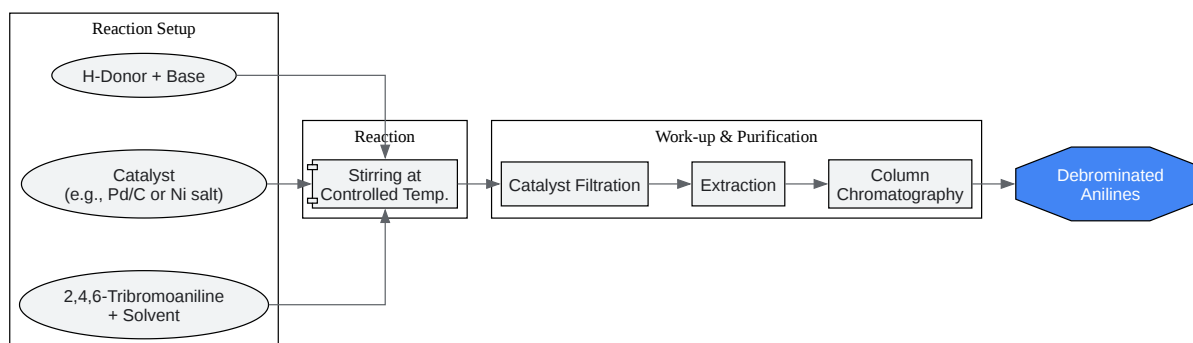 Reaction Setup
H-Donor + Base
Catalyst
(e.g., Pd/C or Ni salt)
2,4,6-Tribromoaniline
+ Solvent
Reaction
Stirring at
Controlled Temp.
Work-up & Purification
Catalyst Filtration
Extraction
Column
Chromatography
Debrominated
Anilines